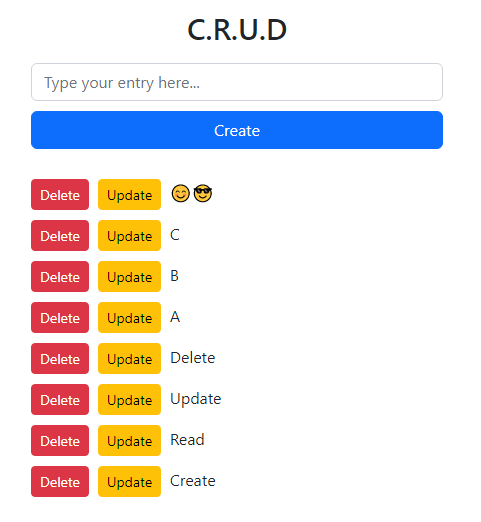 C.R.U.D
Type your entry here...
Create
Delete Update 😊😎
Delete Update C
Delete Update B
Delete Update A
Delete Update Delete
Delete Update Update
Delete Update Read
Delete Update Create